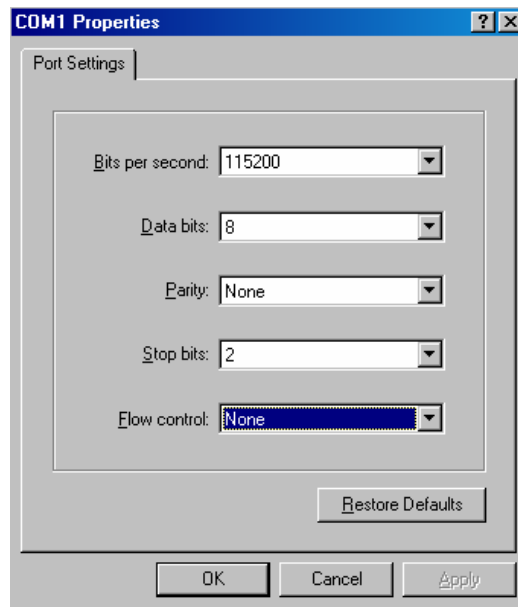 COM1 Properties
Port Settings
Bits per second: 115200
Data bits: 8
Parity: None
Stop bits: 2
Flow control: None
Restore Defaults
OK Cancel Apply